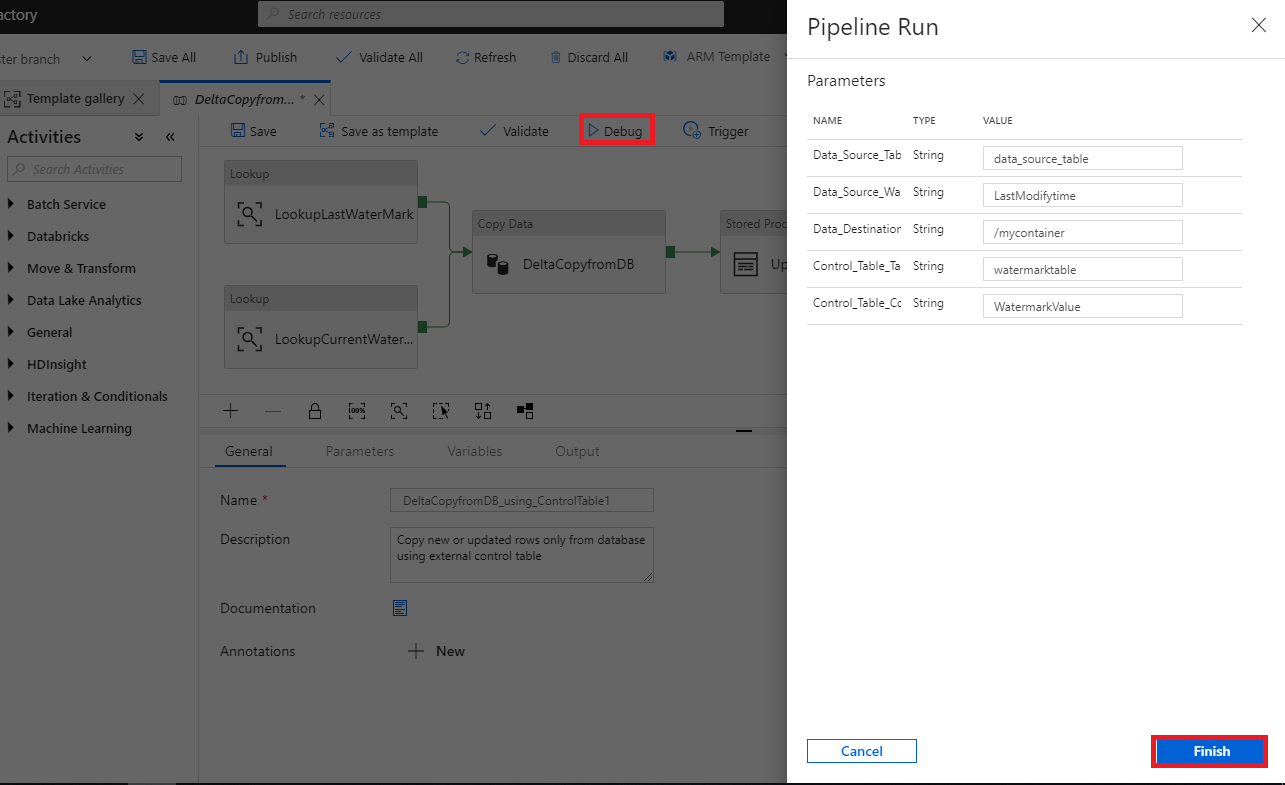 actory
Search resources
Pipeline Run
ter branch
Save All
Publish
Validate All
Refresh
Discard All
ARM Template
Template gallery
DeltaCopyfrom... *
Parameters
Activities
Save
Save as template
Validate
Debug
Trigger
NAME TYPE VALUE
Search Activities
Batch Service
Databricks
Move & Transform
Data Lake Analytics
General
HDInsight
Iteration & Conditionals
Machine Learning
Lookup
LookupLastWaterMark
Lookup
LookupCurrentWater...
Copy Data
DeltaCopyfromDB
Stored Proc
Up
100%
Data_Source_Tab String data_source_table
Data_Source_Wa String LastModifytime
Data_Destination String /mycontainer
Control_Table_Ta String watermarktable
Control_Table_Cc String WatermarkValue
General
Parameters
Variables
Output
Name *
DeltaCopyfromDB_using_ControlTable1
Description
Copy new or updated rows only from database
using external control table
Documentation
Annotations
New
Cancel
Finish